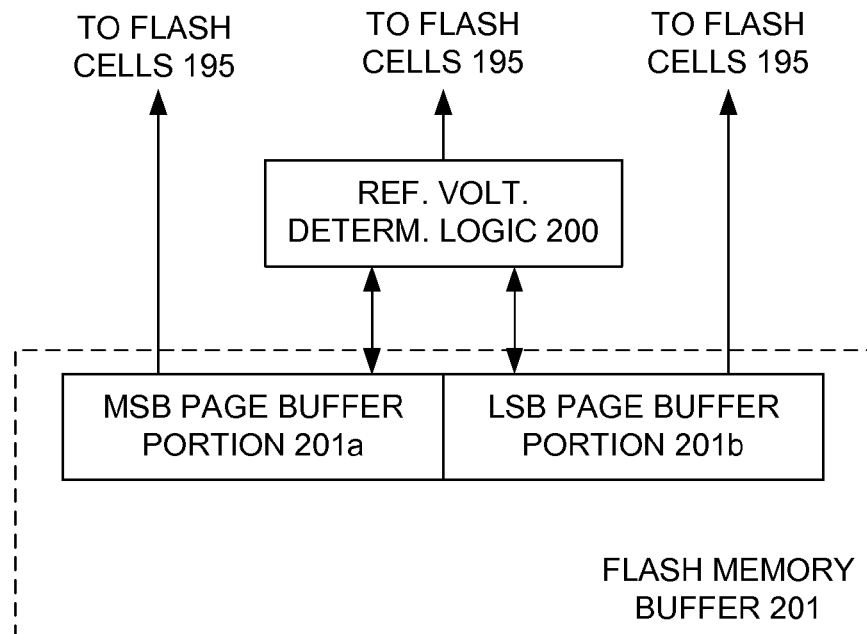 TO FLASH
CELLS 195
TO FLASH
CELLS 195
TO FLASH
CELLS 195
REF. VOLT.
DETERM. LOGIC 200
MSB PAGE BUFFER
PORTION 201a
LSB PAGE BUFFER
PORTION 201b
FLASH MEMORY
BUFFER 201